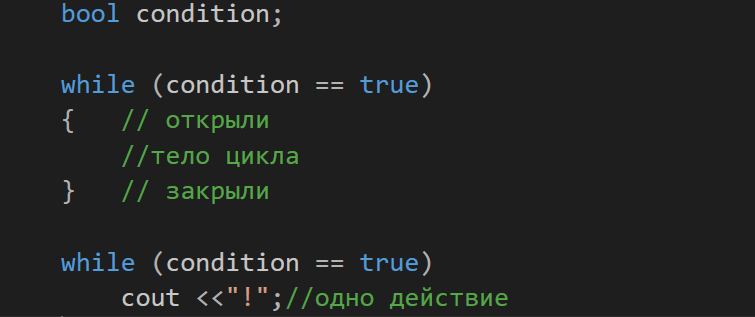 bool condition;
while (condition == true)
{   // открыли
    //тело цикла
}   // закрыли
while (condition == true)
    cout <<"!";//одно действие